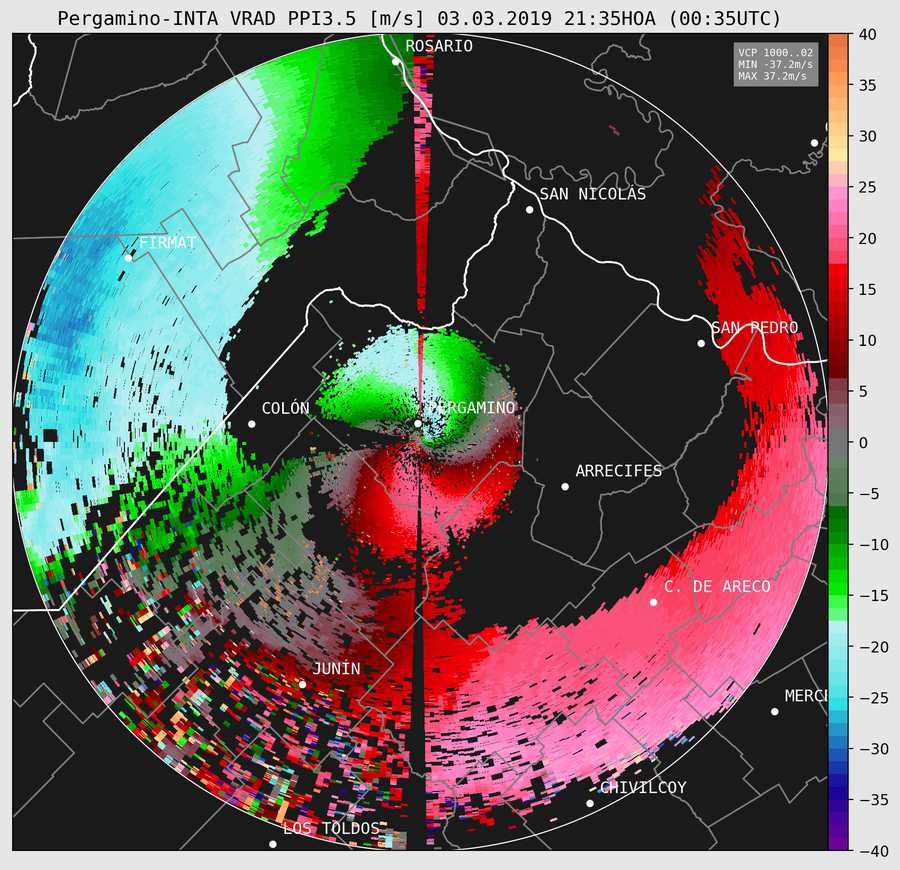 Pergamino-INTA VRAD PPI3.5 [m/s] 03.03.2019 21:35HOA (00:35UTC)
VCP 1000..02
MIN -37.2m/s
MAX 37.2m/s
ROSARIO
SAN NICOLÁS
FIRMAT
SAN PEDRO
COLÓN
PERGAMINO
ARRECIFES
C. DE ARECO
JUNÍN
MERC
CHIVILCOY
LOS TOLDOS
40
35
30
25
20
15
10
5
0
−5
−10
−15
−20
−25
−30
−35
−40